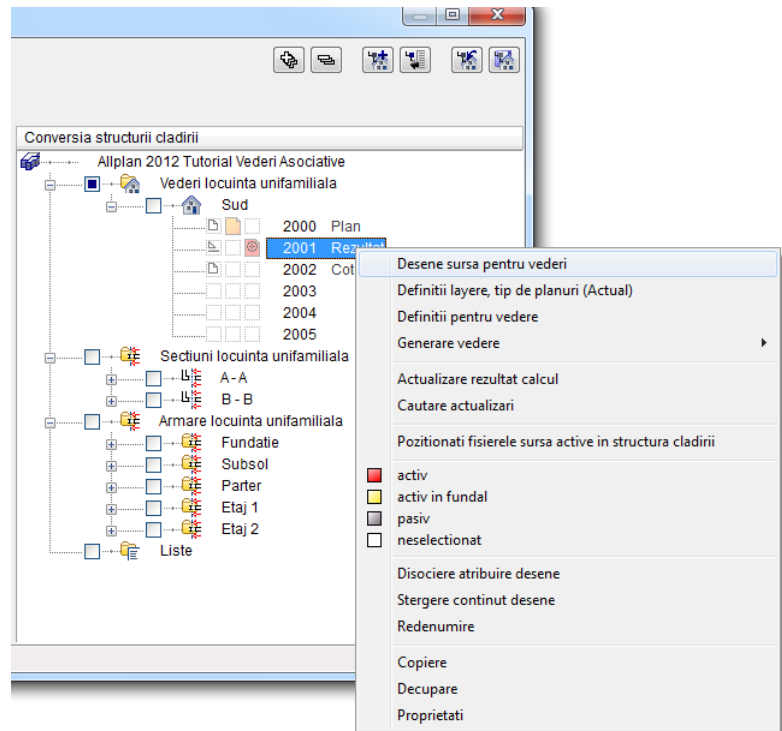 Conversia structurii cladirii
Allplan 2012 Tutorial Vederi Asociative
Vederi locuinta unifamiliala
Sud
2000 Plan
2001 Rezultat
2002 Cot
2003
2004
2005
Sectiuni locuinta unifamiliala
A - A
B - B
Armare locuinta unifamiliala
Fundatie
Subsol
Parter
Etaj 1
Etaj 2
Liste
Desene sursa pentru vederi
Definitii layere, tip de planuri (Actual)
Definitii pentru vedere
Generare vedere
Actualizare rezultat calcul
Cautare actualizari
Pozitionati fisierele sursa active in structura cladirii
activ
activ in fundal
pasiv
neselectionat
Disociere atribuire desene
Stergere continut desene
Redenumire
Copiere
Decupare
Proprietati